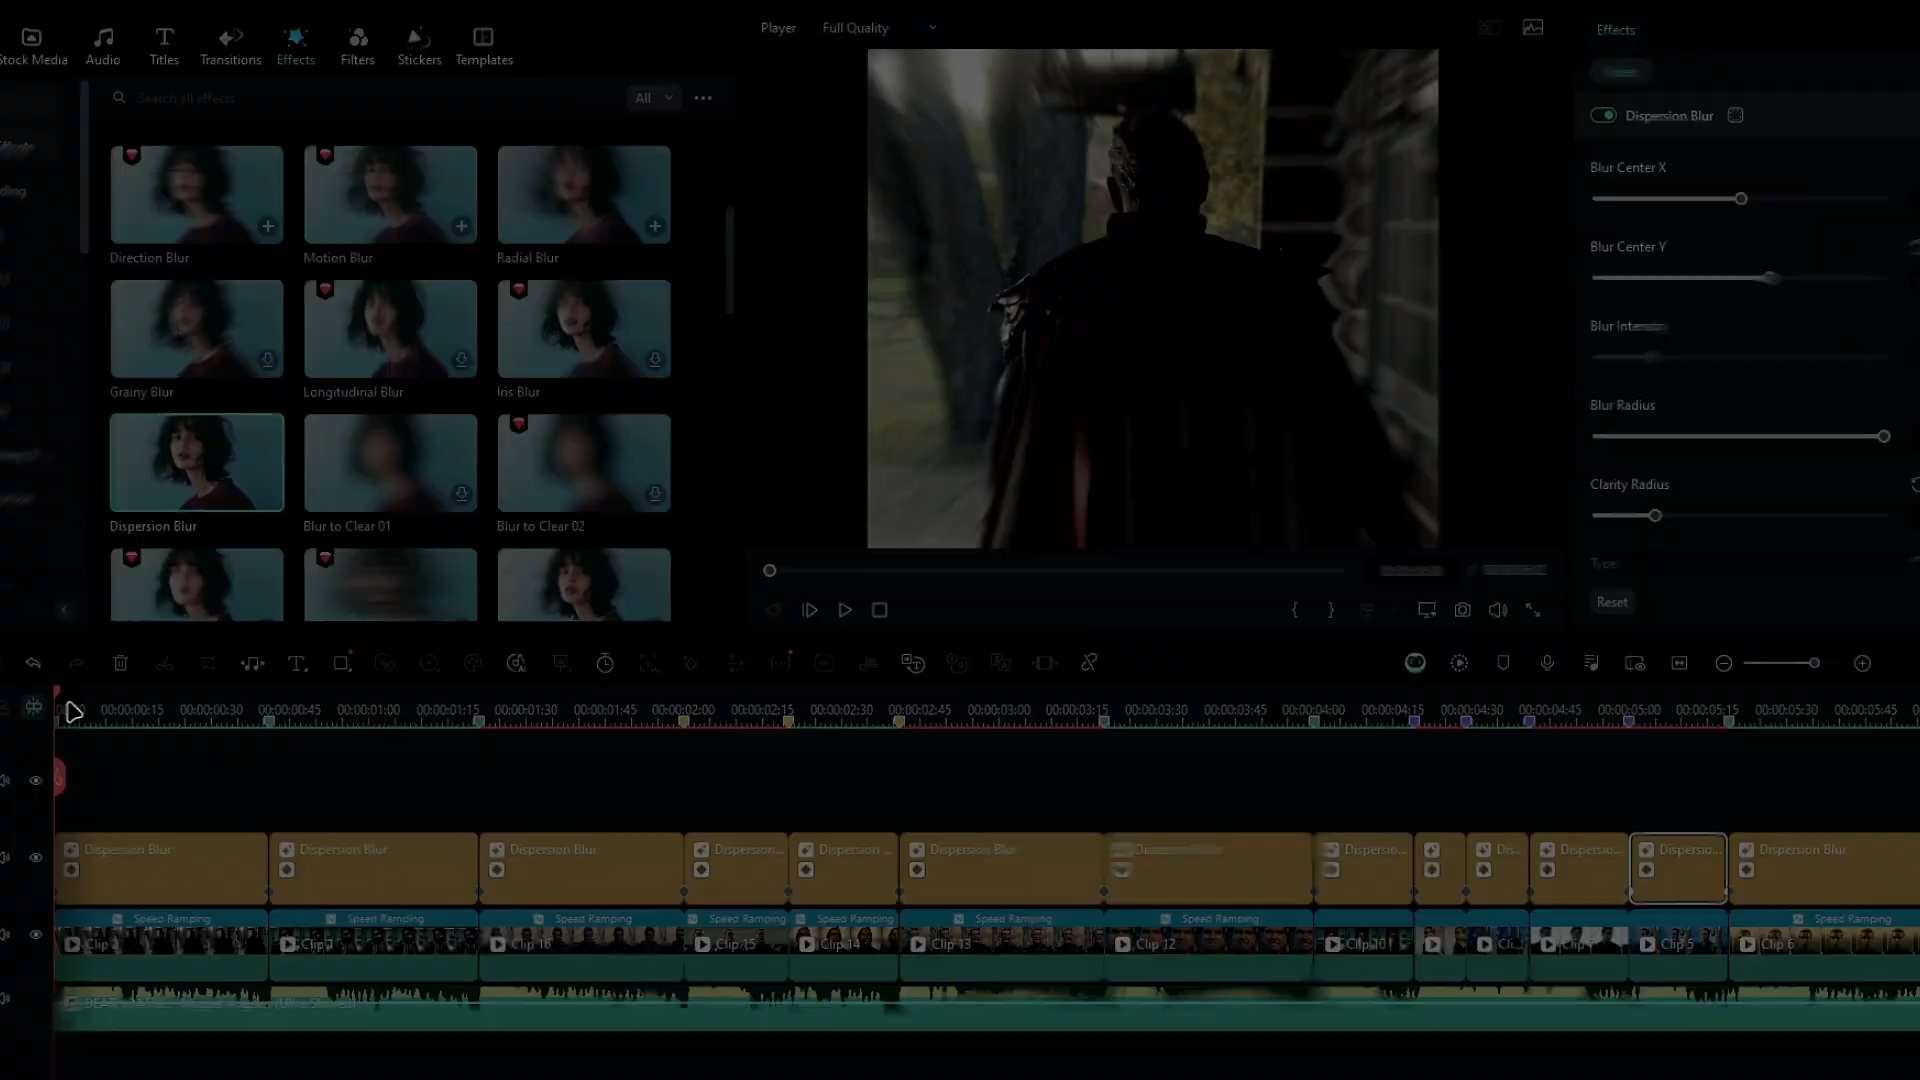 Player Full Quality
Effects
Stock Media Audio Titles Transitions Effects Filters Stickers Templates
Search all effects All
Dispersion Blur
Blur Center X
Direction Blur Motion Blur Radial Blur
Blur Center Y
Blur
Grainy Blur Longitudinal Blur Iris Blur
Blur Radius
Clarity Radius
Dispersion Blur Blur to Clear 01 Blur to Clear 02
Type
Reset
00:00:00:15 00:00:00:30 00:00:00:45 00:00:01:00 00:00:01:15 00:00:01:30 00:00:01:45 00:00:02:00 00:00:02:15 00:00:02:30 00:00:02:45 00:00:03:00 00:00:03:15 00:00:03:30 00:00:03:45 00:00:04:00 00:00:04:15 00:00:04:30 00:00:04:45 00:00:05:00 00:00:05:15 00:00:05:30 00:00:05:45
Dispersion Blur Dispersion Blur Dispersion Blur Dispersion... Dispersion ... Dispersion Blur Dispersio... Dis... Dispersio... Dispersio... Dispersion Blur
Speed Ramping Speed Ramping Speed Ramping Speed Ramping Speed Ramping Speed Ramping Speed Ramping Speed Ramping
Clip 2 Clip Clip 16 Clip 15 Clip 14 Clip 13 Clip 12 Clip 10 Cli... Clip Clip 5 Clip 6